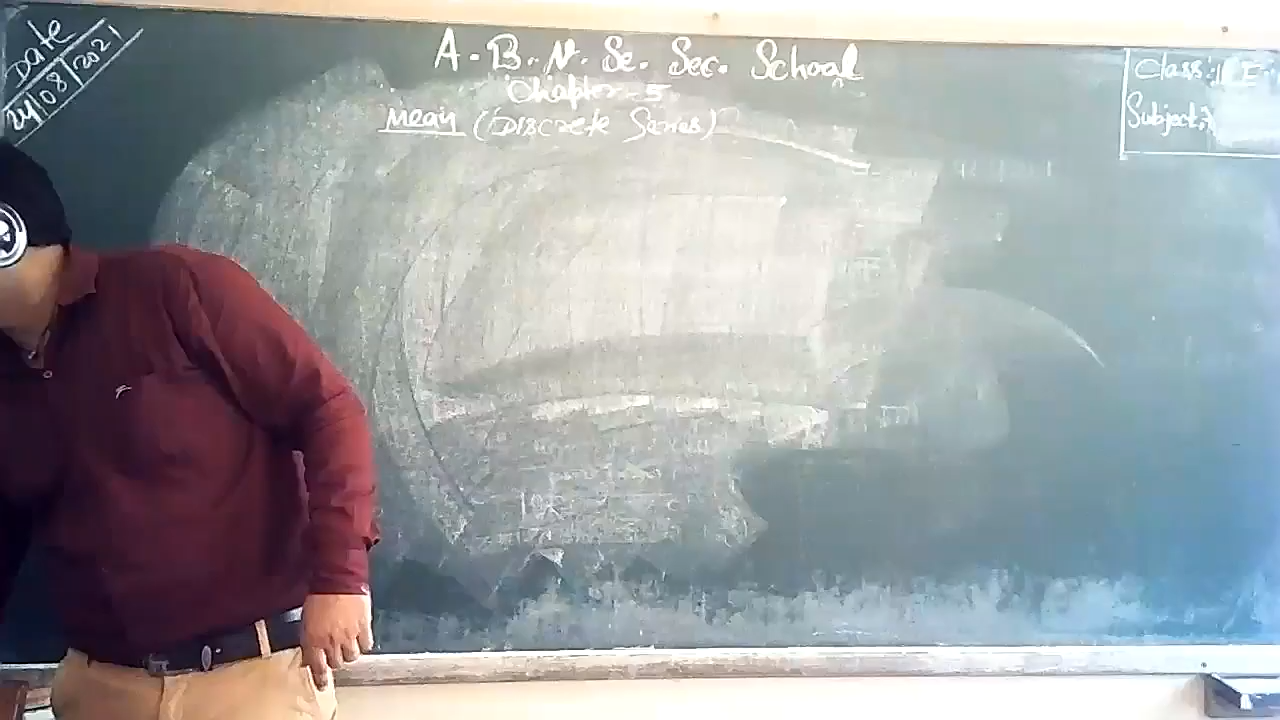 Date
24/08/2021
A.B.N. Se. Sec. School
Chapter-5
Mean (Discrete Series)
Class:11 E
Subject: